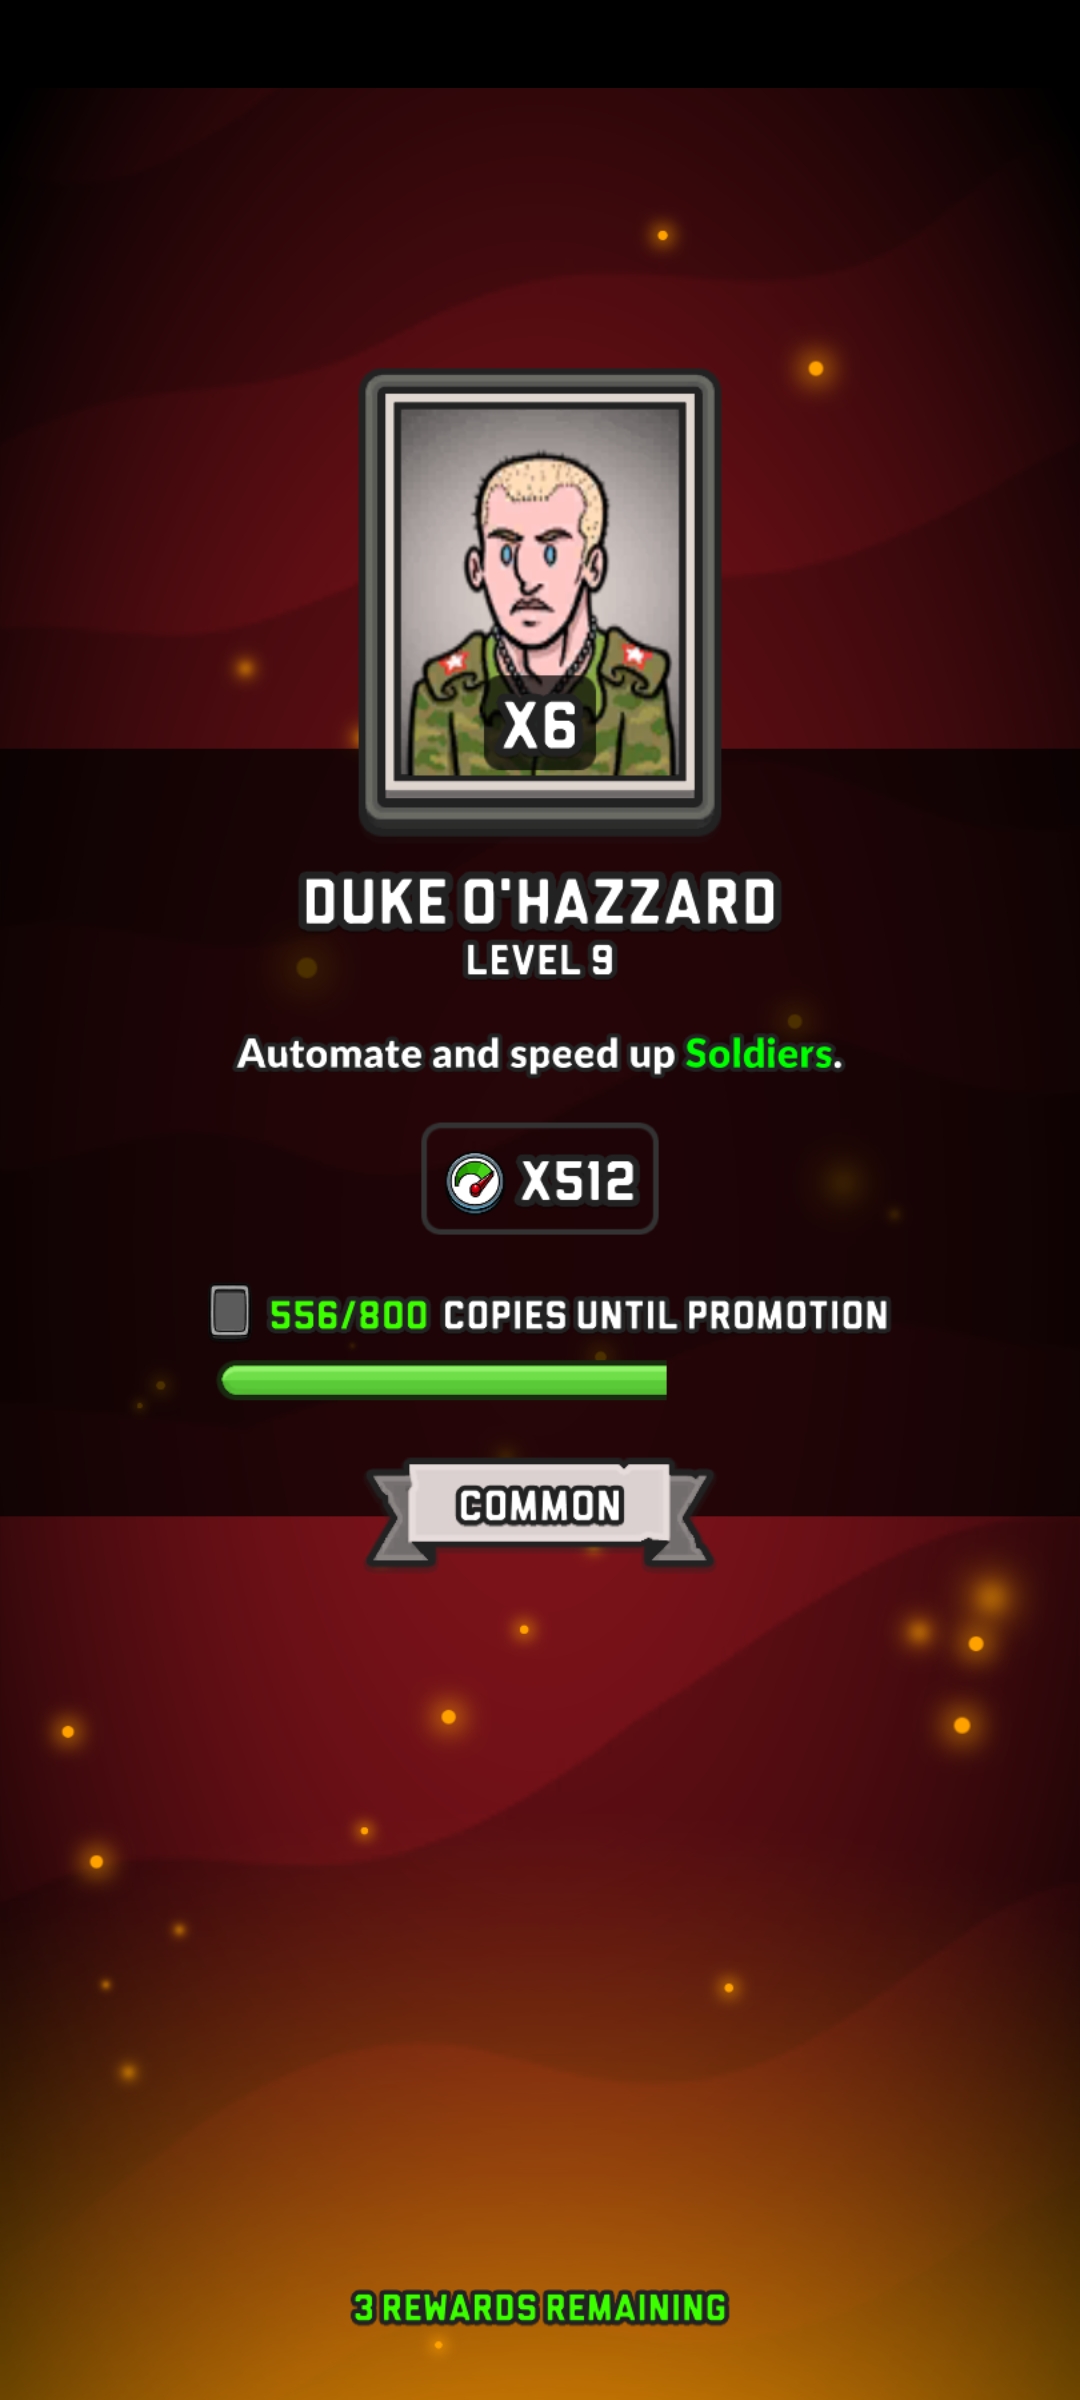 X6
DUKE O'HAZZARD
LEVEL 9
Automate and speed up Soldiers.
X512
556/800 COPIES UNTIL PROMOTION
COMMON
3 REWARDS REMAINING